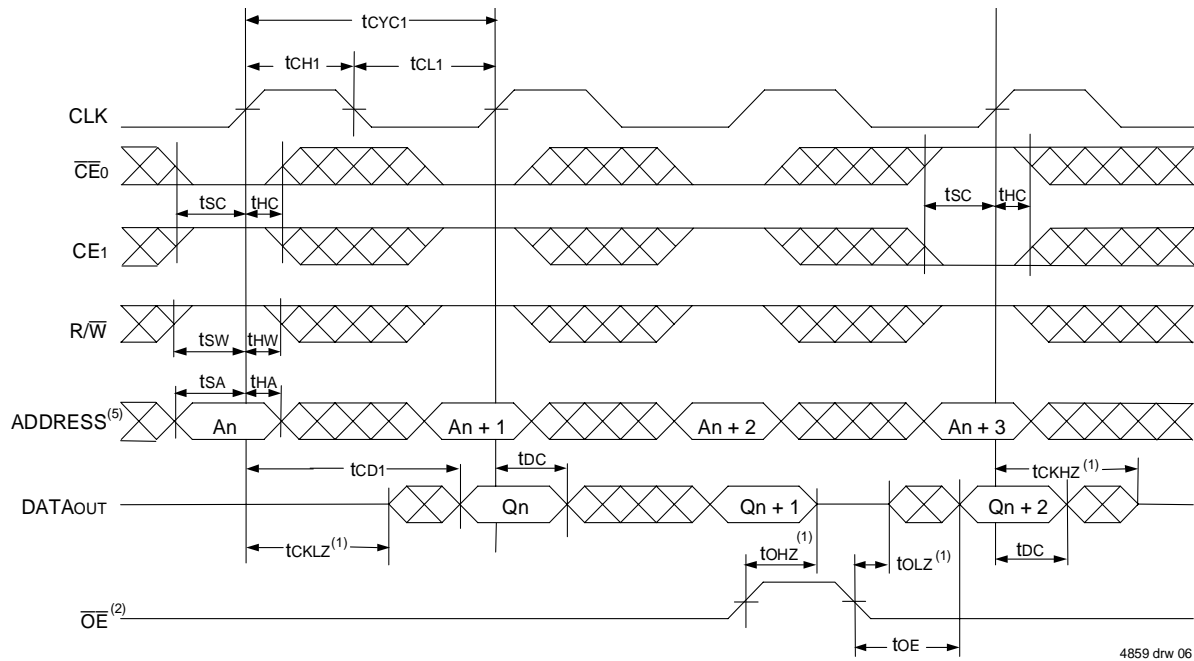 tCYC1
tCH1 tCL1
CLK
CE0
tSC tHC tSC tHC
CE1
R/W
tSW tHW
tSA tHA
ADDRESS(5) An An + 1 An + 2 An + 3
tCD1 tDC tCKHZ(1)
DATAOUT Qn Qn + 1 Qn + 2
tCKLZ(1) tOHZ(1) tOLZ(1) tDC
OE(2)
tOE
4859 drw 06